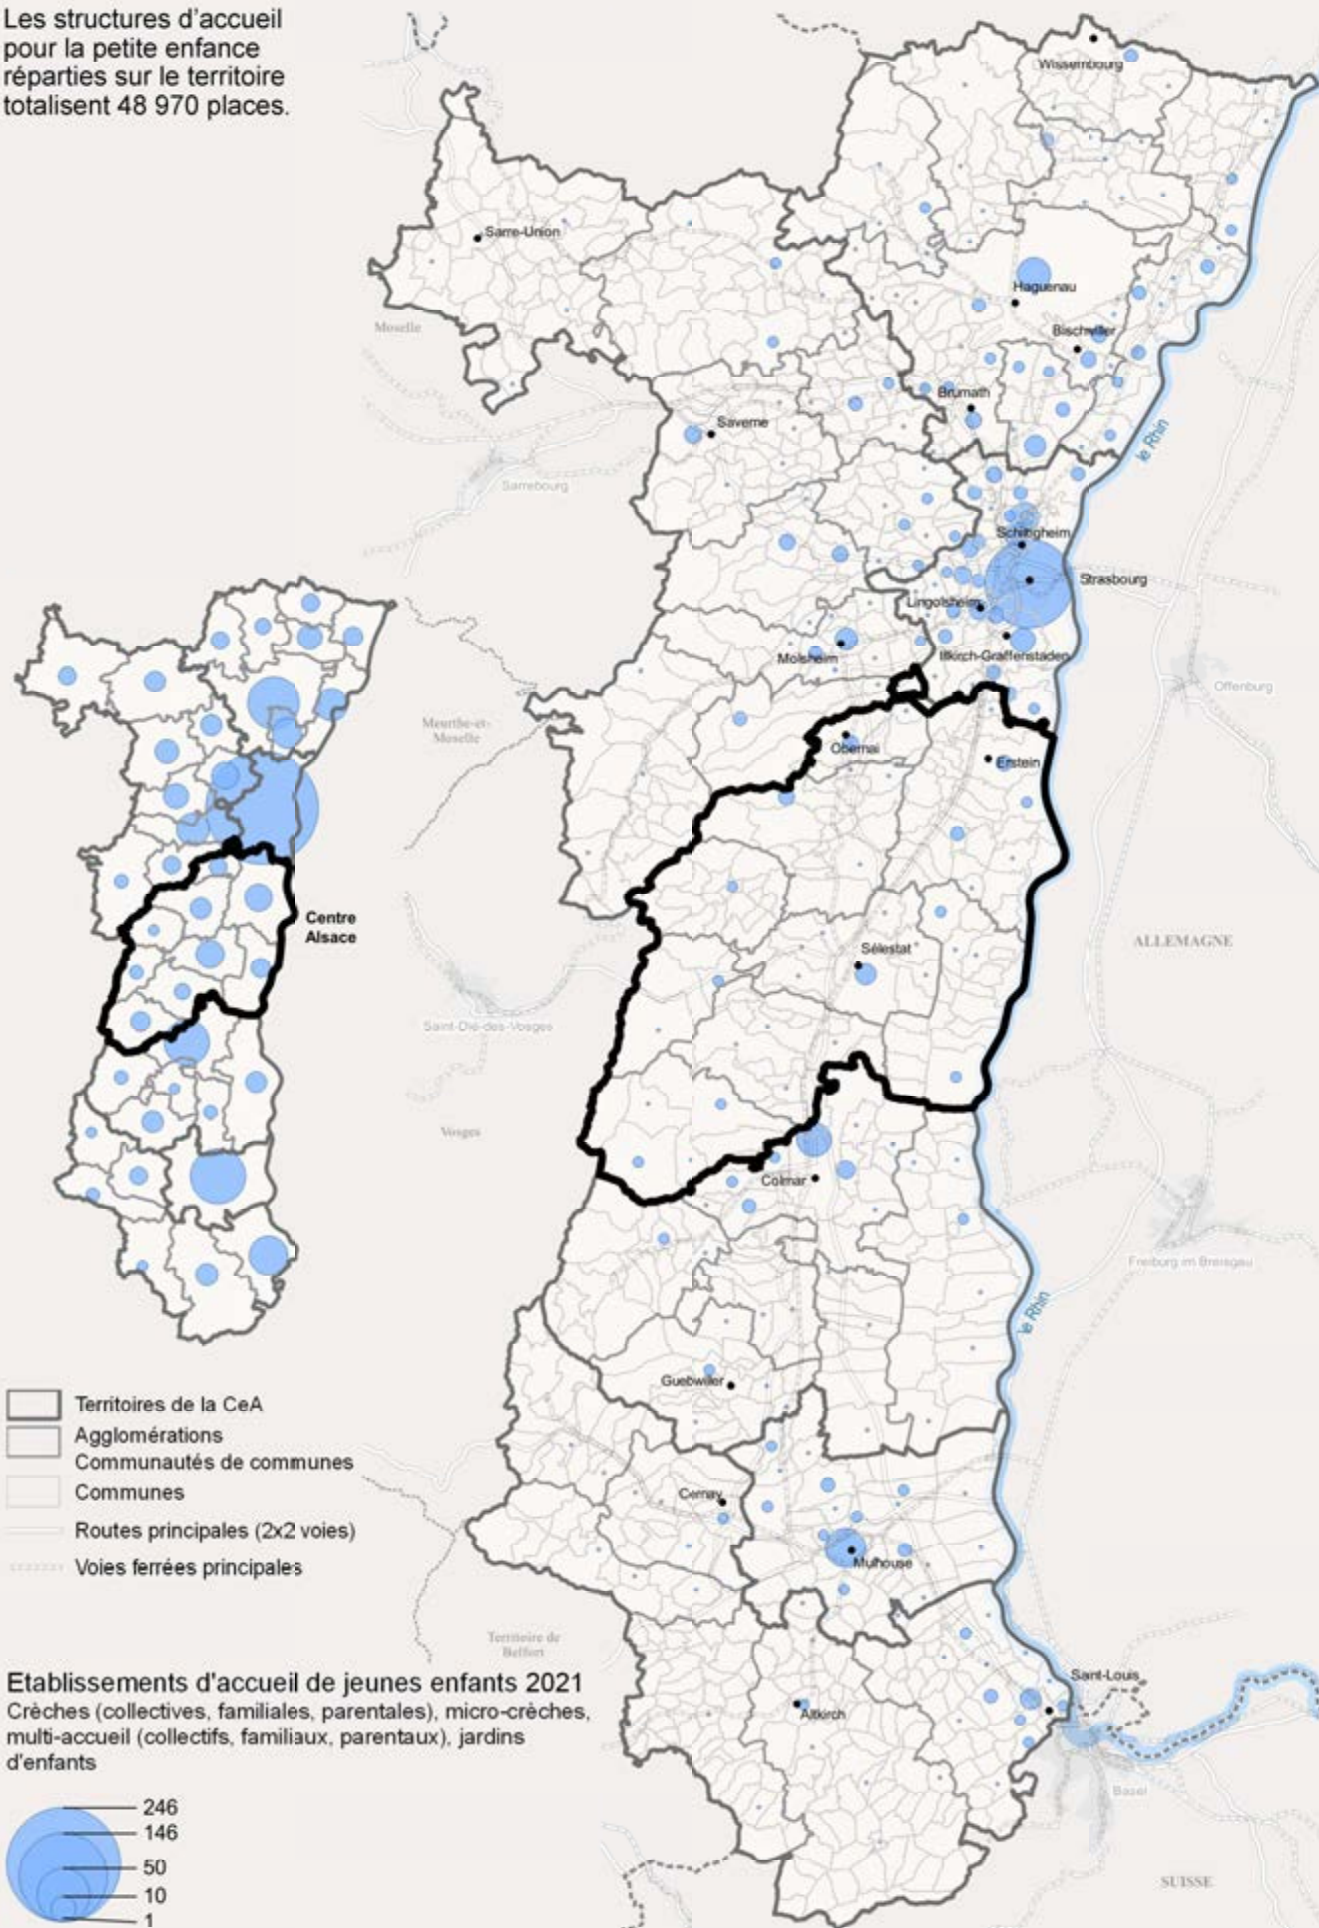 Les structures d'accueil
pour la petite enfance
réparties sur le territoire
totalisent 48 970 places.
Wissembourg
Sarre-Union
Haguenau
Moselle
Bischwiller
Brumath
Saverne
le Rhin
Sarrebourg
Schiltigheim
Strasbourg
Lingolsheim
Molsheim
Illkirch-Graffenstaden
Offenburg
Meurthe-et-
Moselle
Obernai
Erstein
Centre
Alsace
ALLEMAGNE
Sélestat
Saint-Dié-des-Vosges
Vosges
Colmar
Freiburg im Breisgau
le Rhin
Guebwiller
Territoires de la CeA
Agglomérations
Communautés de communes
Communes
Routes principales (2x2 voies)
Voies ferrées principales
Cernay
Mulhouse
Territoire de
Belfort
Saint-Louis
Altkirch
Basel
SUISSE
Etablissements d'accueil de jeunes enfants 2021
Crèches (collectives, familiales, parentales), micro-crèches,
multi-accueil (collectifs, familiaux, parentaux), jardins
d'enfants
246
146
50
10
1